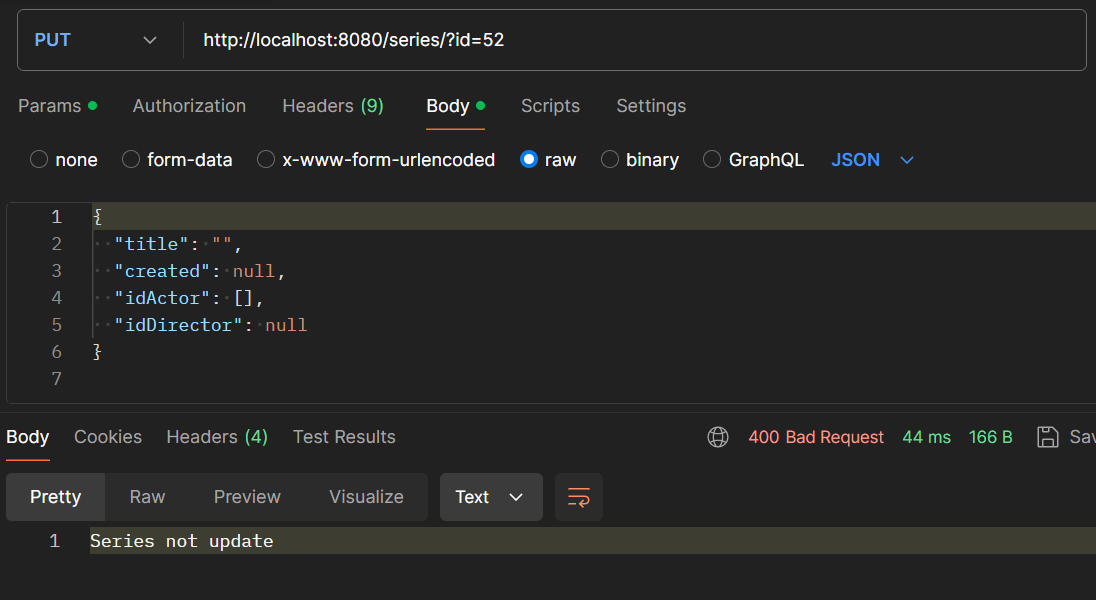 PUT http://localhost:8080/series/?id=52
Params Authorization Headers (9) Body Scripts Settings
none form-data x-www-form-urlencoded raw binary GraphQL JSON
1 {
2 "title": "",
3 "created": null,
4 "idActor": [],
5 "idDirector": null
6 }
7
Body Cookies Headers (4) Test Results 400 Bad Request 44 ms 166 B Sav
Pretty Raw Preview Visualize Text
1 Series not update